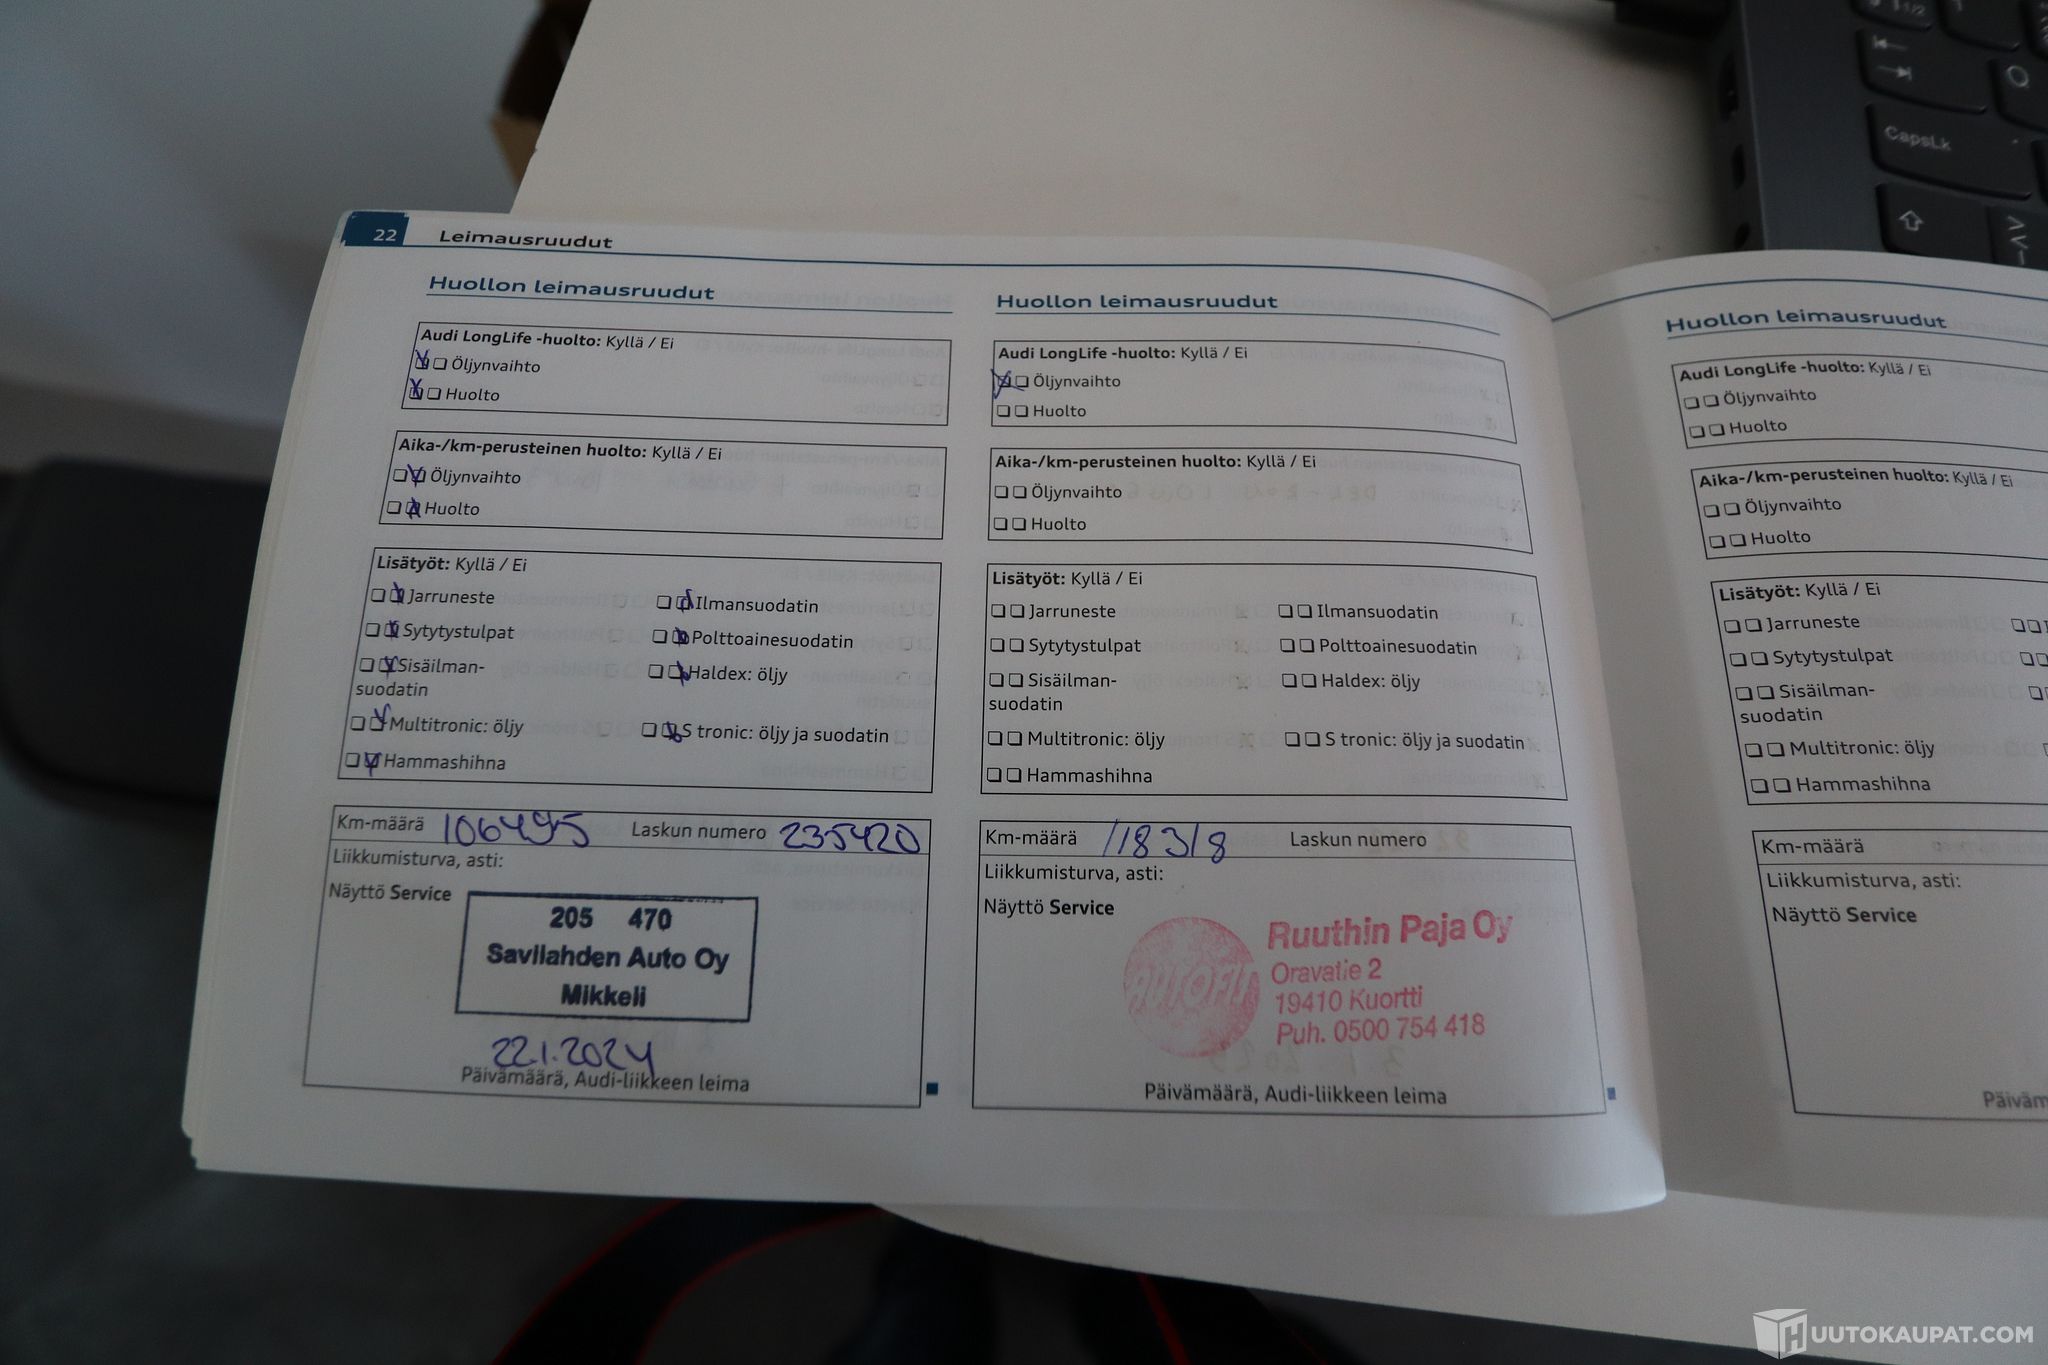 22 Leimausruudut
Huollon leimausruudut
Audi LongLife -huolto: Kyllä / Ei
Öljynvaihto
Huolto
Aika-/km-perusteinen huolto: Kyllä / Ei
Öljynvaihto
Huolto
Lisätyöt: Kyllä / Ei
Jarruneste
Ilmansuodatin
Sytytystulpat
Polttoainesuodatin
Sisäilman-
suodatin
Haldex: öljy
Multitronic: öljy
S tronic: öljy ja suodatin
Hammashihna
Km-määrä 106495 Laskun numero 235420
Liikkumisturva, asti:
Näyttö Service
205 470
Savilahden Auto Oy
Mikkeli
22.1.2024
Päivämäärä, Audi-liikkeen leima
Huollon leimausruudut
Audi LongLife -huolto: Kyllä / Ei
Öljynvaihto
Huolto
Aika-/km-perusteinen huolto: Kyllä / Ei
Öljynvaihto
Huolto
Lisätyöt: Kyllä / Ei
Jarruneste
Ilmansuodatin
Sytytystulpat
Polttoainesuodatin
Sisäilman-
suodatin
Haldex: öljy
Multitronic: öljy
S tronic: öljy ja suodatin
Hammashihna
Km-määrä 118318 Laskun numero
Liikkumisturva, asti:
Näyttö Service
AUTOFIT
Ruuthin Paja Oy
Oravatie 2
19410 Kuortti
Puh. 0500 754 418
Päivämäärä, Audi-liikkeen leima
Huollon leimausruudut
Audi LongLife -huolto: Kyllä / Ei
Öljynvaihto
Huolto
Aika-/km-perusteinen huolto: Kyllä / Ei
Öljynvaihto
Huolto
Lisätyöt: Kyllä / Ei
Jarruneste
Sytytystulpat
Sisäilman-
suodatin
Multitronic: öljy
Hammashihna
Km-määrä
Liikkumisturva, asti:
Näyttö Service
Päiväm
CapsLk
Q
HUUTOKAUPAT.COM